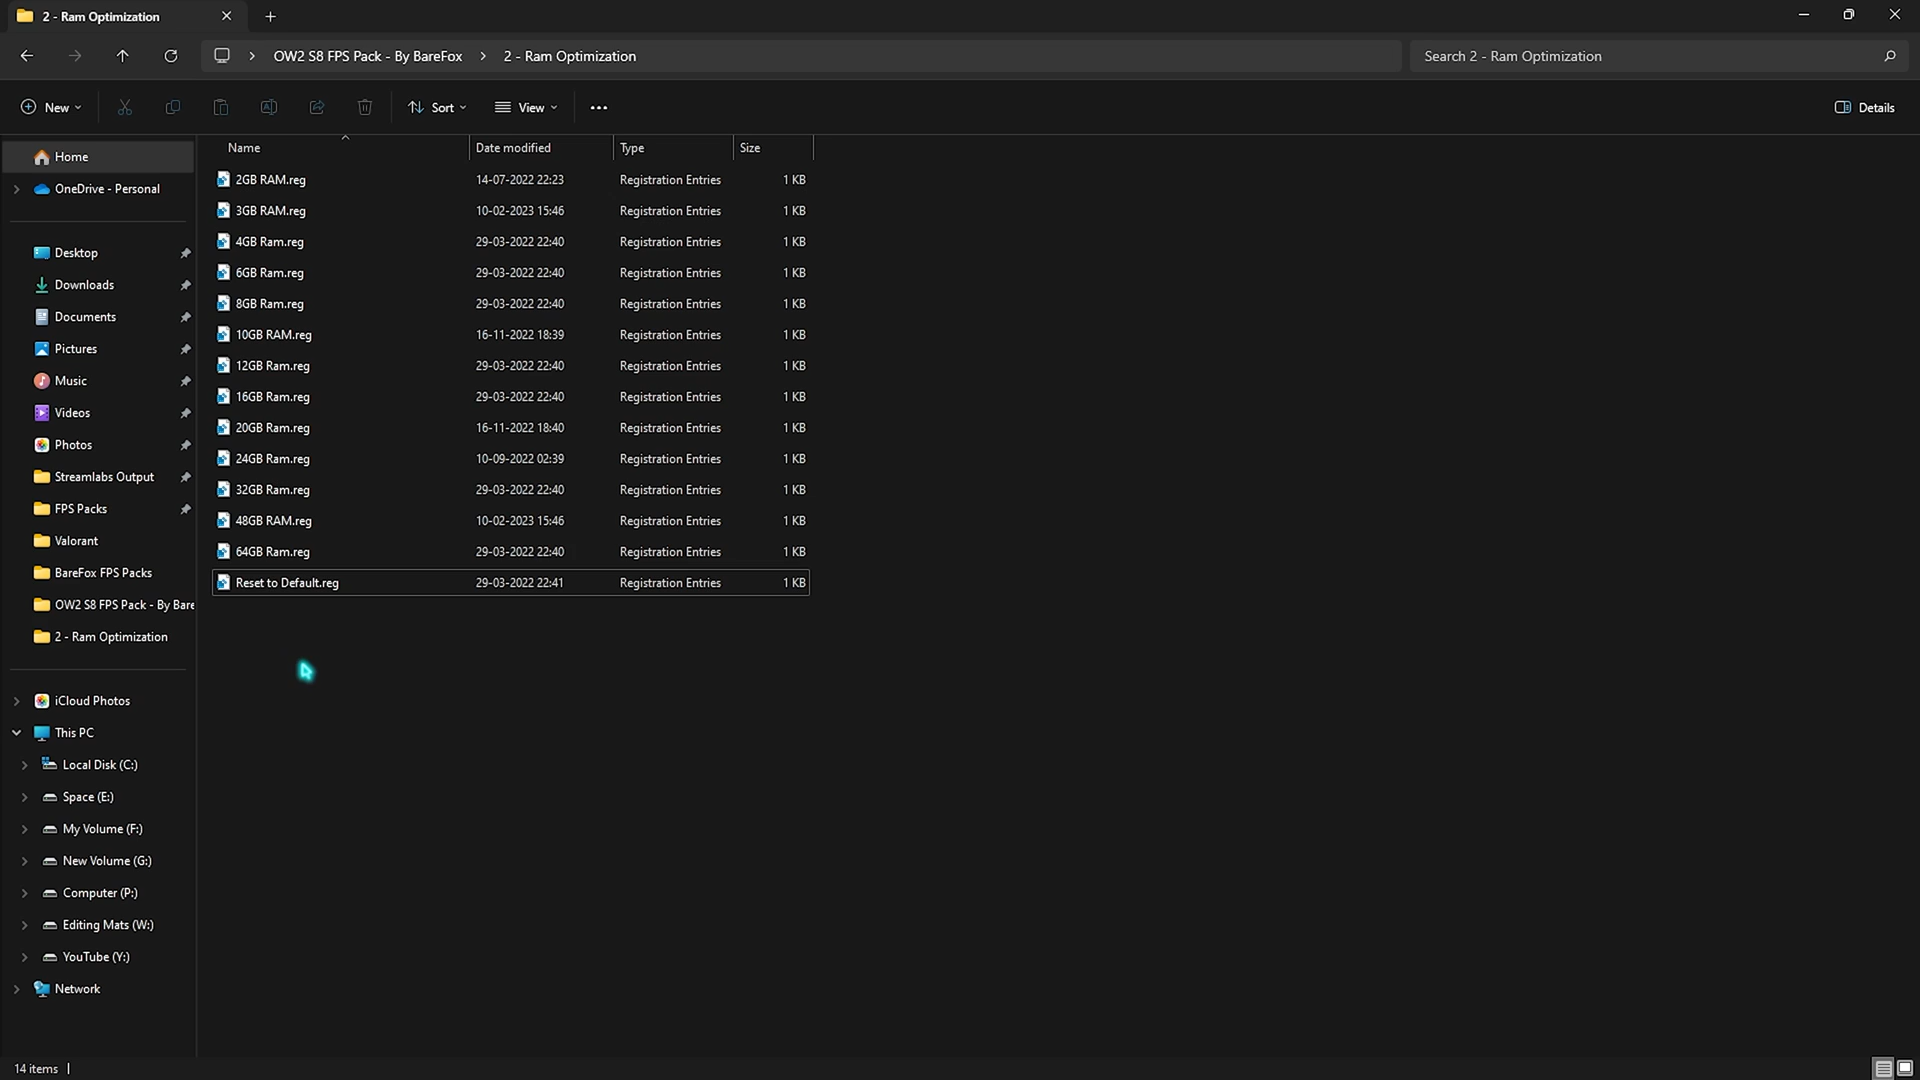 2 - Ram Optimization
OW2 S8 FPS Pack - By BareFox
2 - Ram Optimization
Search 2 - Ram Optimization
New
Sort
View
Details
Name
Date modified
Type
Size
Home
OneDrive - Personal
Desktop
Downloads
Documents
Pictures
Music
Videos
Photos
Streamlabs Output
FPS Packs
Valorant
BareFox FPS Packs
OW2 S8 FPS Pack - By Bare
2 - Ram Optimization
iCloud Photos
This PC
Local Disk (C:)
Space (E:)
My Volume (F:)
New Volume (G:)
Computer (P:)
Editing Mats (W:)
YouTube (Y:)
Network
2GB RAM.reg 14-07-2022 22:23 Registration Entries 1 KB
3GB RAM.reg 10-02-2023 15:46 Registration Entries 1 KB
4GB Ram.reg 29-03-2022 22:40 Registration Entries 1 KB
6GB Ram.reg 29-03-2022 22:40 Registration Entries 1 KB
8GB Ram.reg 29-03-2022 22:40 Registration Entries 1 KB
10GB RAM.reg 16-11-2022 18:39 Registration Entries 1 KB
12GB Ram.reg 29-03-2022 22:40 Registration Entries 1 KB
16GB Ram.reg 29-03-2022 22:40 Registration Entries 1 KB
20GB Ram.reg 16-11-2022 18:40 Registration Entries 1 KB
24GB Ram.reg 10-09-2022 02:39 Registration Entries 1 KB
32GB Ram.reg 29-03-2022 22:40 Registration Entries 1 KB
48GB RAM.reg 10-02-2023 15:46 Registration Entries 1 KB
64GB Ram.reg 29-03-2022 22:40 Registration Entries 1 KB
Reset to Default.reg 29-03-2022 22:41 Registration Entries 1 KB
14 items